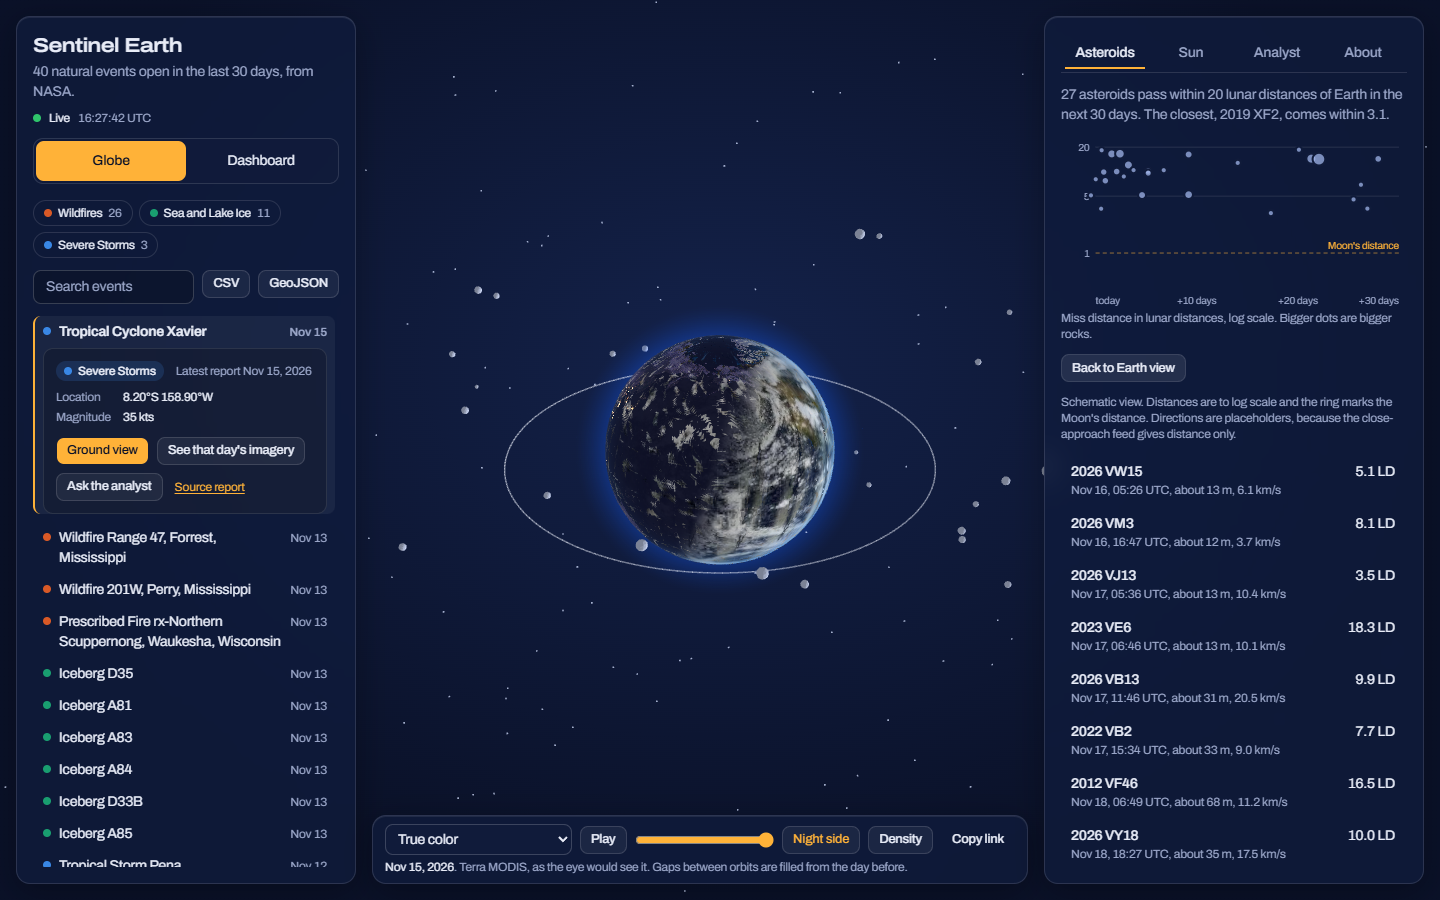 Sentinel Earth
40 natural events open in the last 30 days, from
NASA.
Live 16:27:42 UTC
Globe Dashboard
Wildfires 26 Sea and Lake Ice 11
Severe Storms 3
Search events CSV GeoJSON
Tropical Cyclone Xavier Nov 15
Severe Storms Latest report Nov 15, 2026
Location 8.20°S 158.90°W
Magnitude 35 kts
Ground view See that day's imagery
Ask the analyst Source report
Wildfire Range 47, Forrest, Nov 13
Mississippi
Wildfire 201W, Perry, Mississippi Nov 13
Prescribed Fire rx-Northern Nov 13
Scuppernong, Waukesha, Wisconsin
Iceberg D35 Nov 13
Iceberg A81 Nov 13
Iceberg A83 Nov 13
Iceberg A84 Nov 13
Iceberg D33B Nov 13
Iceberg A85 Nov 13
Tropical Storm Pena Nov 12
True color Play Night side Density Copy link
Nov 15, 2026. Terra MODIS, as the eye would see it. Gaps between orbits are filled from the day before.
Asteroids Sun Analyst About
27 asteroids pass within 20 lunar distances of Earth in the
next 30 days. The closest, 2019 XF2, comes within 3.1.
20
5
Moon's distance
1
today +10 days +20 days +30 days
Miss distance in lunar distances, log scale. Bigger dots are bigger
rocks.
Back to Earth view
Schematic view. Distances are to log scale and the ring marks the
Moon's distance. Directions are placeholders, because the close-
approach feed gives distance only.
2026 VW15 5.1 LD
Nov 16, 05:26 UTC, about 13 m, 6.1 km/s
2026 VM3 8.1 LD
Nov 16, 16:47 UTC, about 12 m, 3.7 km/s
2026 VJ13 3.5 LD
Nov 17, 05:36 UTC, about 13 m, 10.4 km/s
2023 VE6 18.3 LD
Nov 17, 06:46 UTC, about 13 m, 10.1 km/s
2026 VB13 9.9 LD
Nov 17, 11:46 UTC, about 31 m, 20.5 km/s
2022 VB2 7.7 LD
Nov 17, 15:34 UTC, about 33 m, 9.0 km/s
2012 VF46 16.5 LD
Nov 18, 06:49 UTC, about 68 m, 11.2 km/s
2026 VY18 10.0 LD
Nov 18, 18:27 UTC, about 35 m, 17.5 km/s